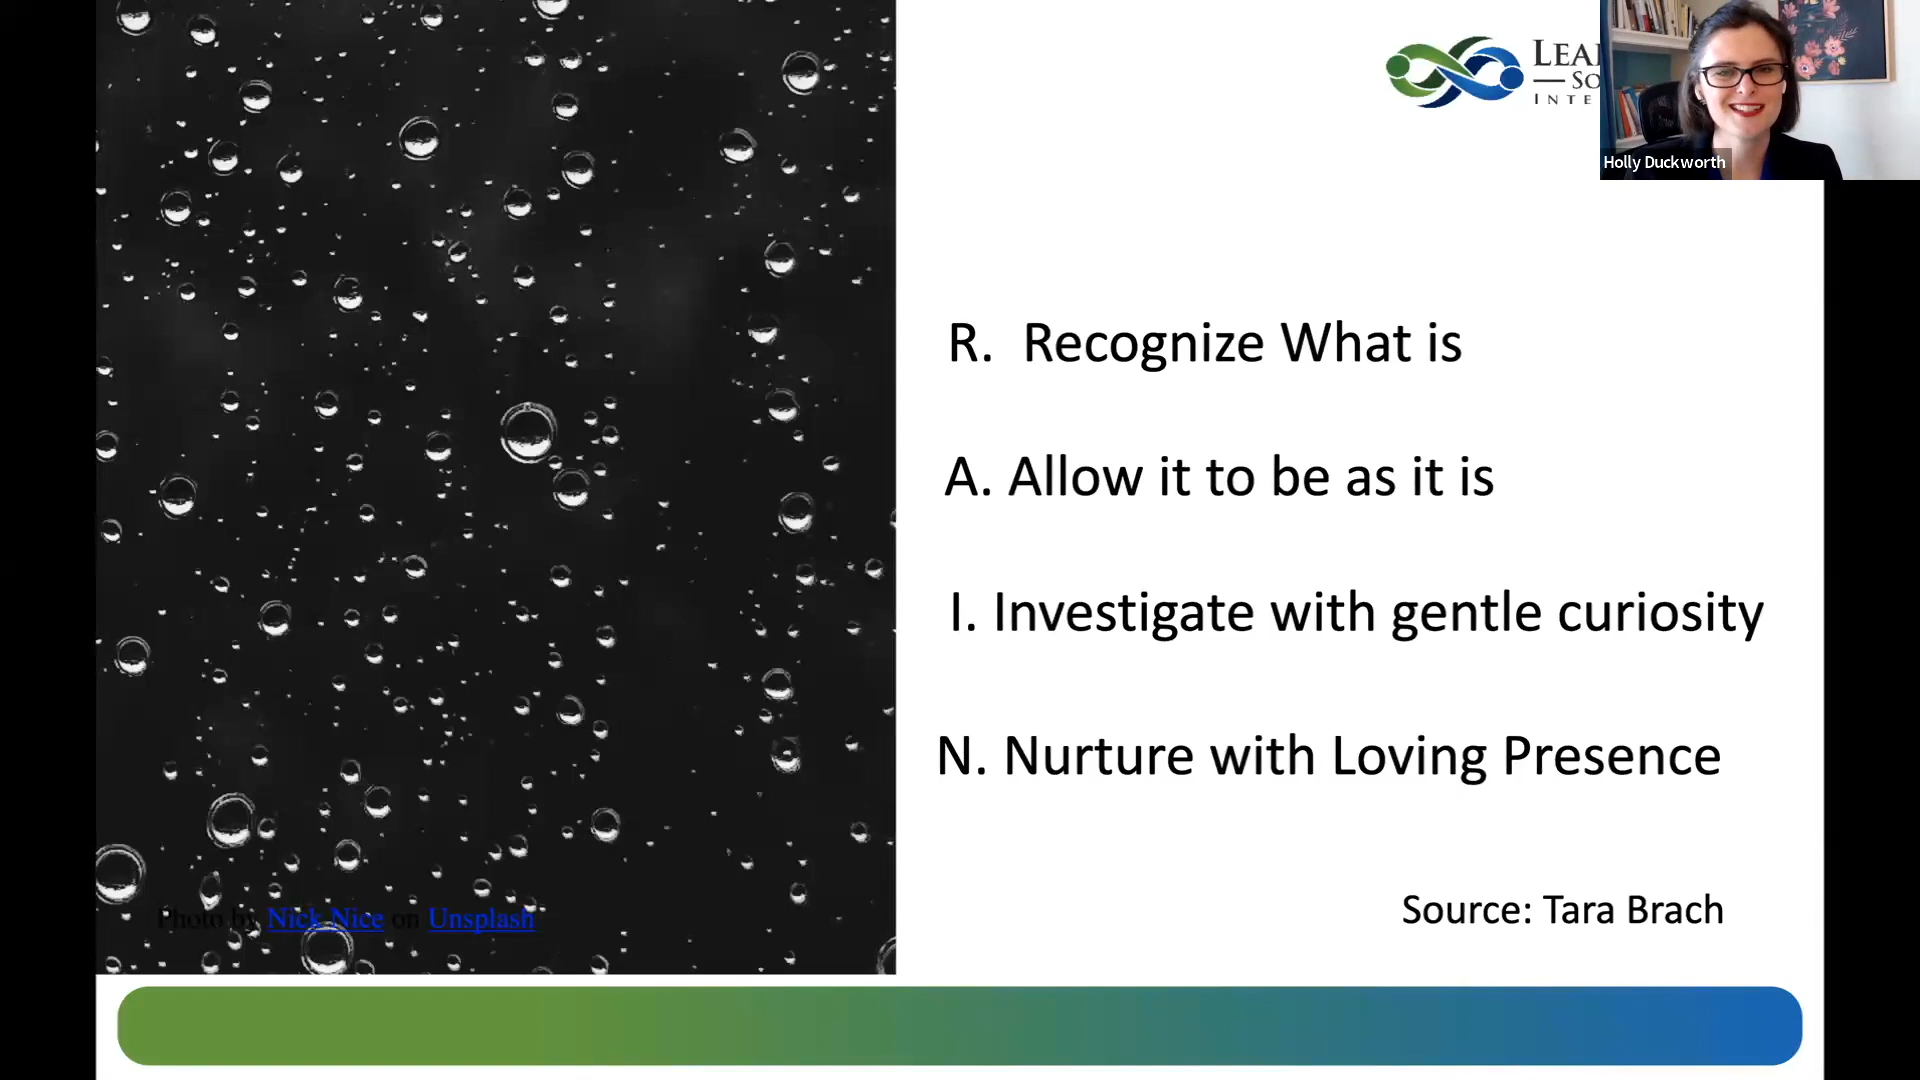 Holly Duckworth
R. Recognize What is
A. Allow it to be as it is
I. Investigate with gentle curiosity
N. Nurture with Loving Presence
Source: Tara Brach
Photo by Nick Nice on Unsplash